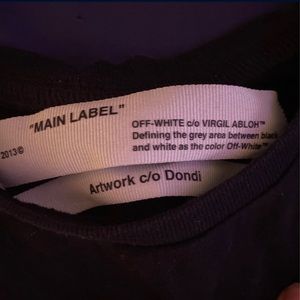 "MAIN LABEL"
2013©
OFF-WHITE c/o VIRGIL ABLOH™
Defining the grey area between black
and white as the color Off-White™
Artwork c/o Dondi